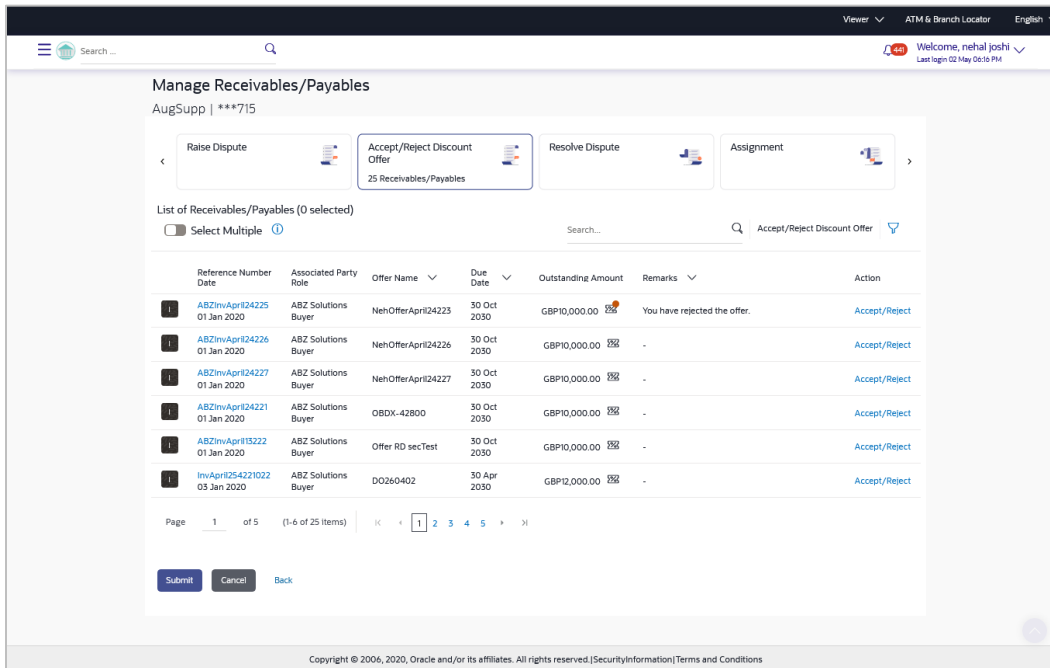 Viewer ATM & Branch Locator English
Search ... 441 Welcome, nehal joshi
Last login 02 May 06:16 PM
Manage Receivables/Payables
AugSupp | ***715
Raise Dispute
Accept/Reject Discount
Offer
25 Receivables/Payables
Resolve Dispute
Assignment
List of Receivables/Payables (0 selected)
Select Multiple Search... Accept/Reject Discount Offer
Reference Number
Date
Associated Party
Role
Offer Name
Due
Date
Outstanding Amount
Remarks
Action
ABZInvApril24225
01 Jan 2020
ABZ Solutions
Buyer
NehOfferApril24223
30 Oct
2030
GBP10,000.00
You have rejected the offer.
Accept/Reject
ABZInvApril24226
01 Jan 2020
ABZ Solutions
Buyer
NehOfferApril24226
30 Oct
2030
GBP10,000.00
-
Accept/Reject
ABZInvApril24227
01 Jan 2020
ABZ Solutions
Buyer
NehOfferApril24227
30 Oct
2030
GBP10,000.00
-
Accept/Reject
ABZInvApril24221
01 Jan 2020
ABZ Solutions
Buyer
OBDX-42800
30 Oct
2030
GBP10,000.00
-
Accept/Reject
ABZInvApril13222
01 Jan 2020
ABZ Solutions
Buyer
Offer RD secTest
30 Oct
2030
GBP10,000.00
-
Accept/Reject
InvApril254221022
03 Jan 2020
ABZ Solutions
Buyer
DO260402
30 Apr
2030
GBP12,000.00
-
Accept/Reject
Page 1 of 5 (1-6 of 25 Items) 1 2 3 4 5
Submit Cancel Back
Copyright © 2006, 2020, Oracle and/or its affiliates. All rights reserved.|SecurityInformation|Terms and Conditions